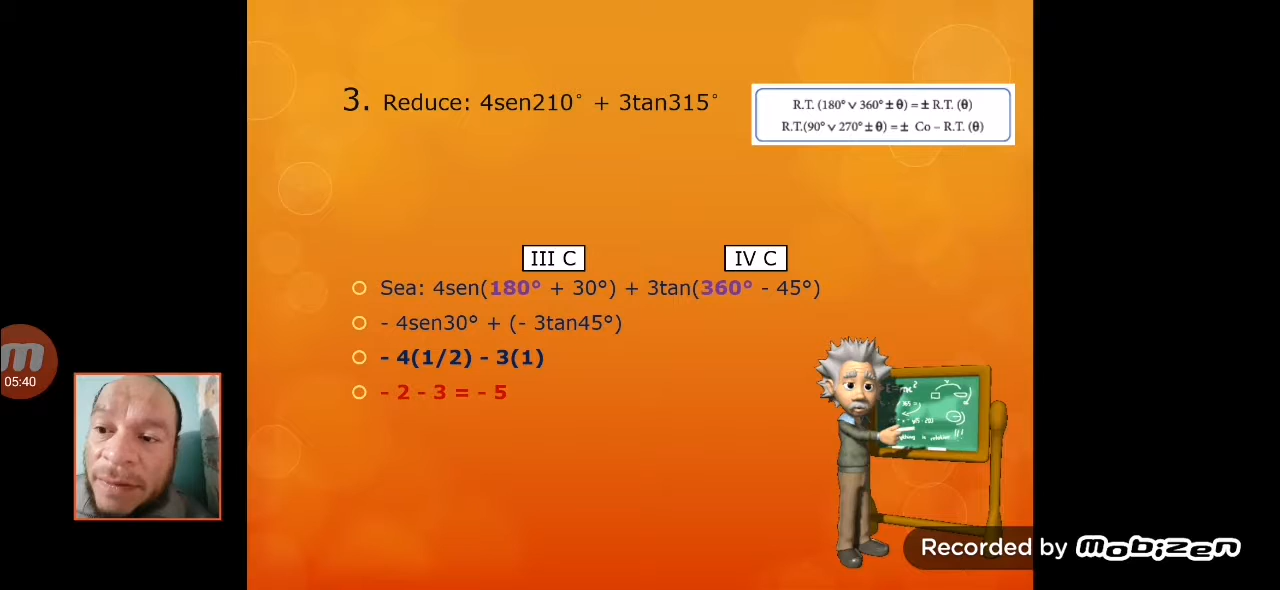 3. Reduce: 4sen210° + 3tan315°
R.T. (180° ∨ 360° ± θ) = ± R.T. (θ)
R.T.(90° ∨ 270° ± θ) = ± Co – R.T. (θ)
III C
IV C
Sea: 4sen(180° + 30°) + 3tan(360° - 45°)
- 4sen30° + (- 3tan45°)
- 4(1/2) - 3(1)
- 2 - 3 = - 5
E=mc²
m
05:40
Recorded by mobizen